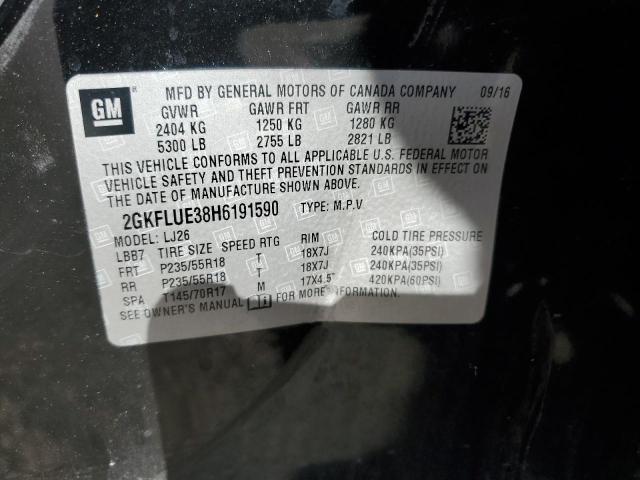 GM
MFD BY GENERAL MOTORS OF CANADA COMPANY 09/16
GVWR GAWR FRT GAWR RR
2404 KG 1250 KG 1280 KG
5300 LB 2755 LB 2821 LB
THIS VEHICLE CONFORMS TO ALL APPLICABLE U.S. FEDERAL MOTOR
VEHICLE SAFETY AND THEFT PREVENTION STANDARDS IN EFFECT ON
THE DATE OF MANUFACTURE SHOWN ABOVE.
2GKFLUE38H6191590 TYPE: M.P.V
MODEL: LJ26
LBB7 TIRE SIZE SPEED RTG RIM COLD TIRE PRESSURE
FRT P235/55R18 T 18X7J 240KPA(35PSI)
RR P235/55R18 T 18X7J 240KPA(35PSI)
SPA T145/70R17 M 17X4.5" 420KPA(60PSI)
SEE OWNER'S MANUAL FOR MORE INFORMATION.